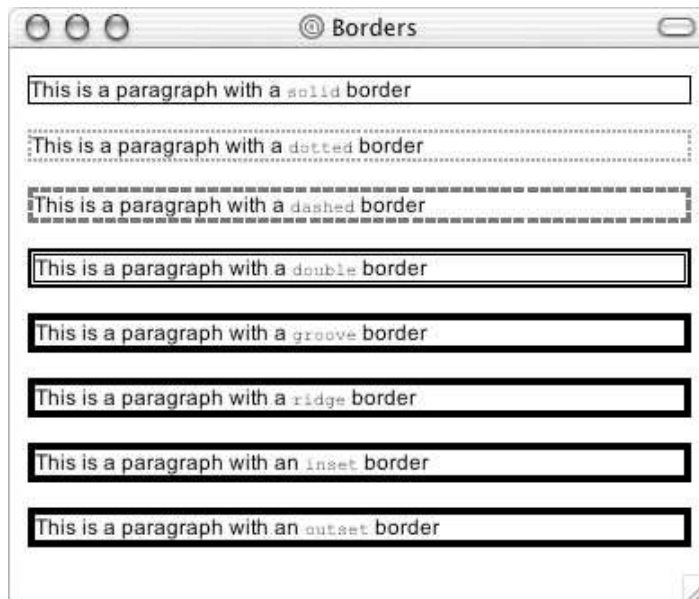 Borders
This is a paragraph with a solid border
This is a paragraph with a dotted border
This is a paragraph with a dashed border
This is a paragraph with a double border
This is a paragraph with a groove border
This is a paragraph with a ridge border
This is a paragraph with an inset border
This is a paragraph with an outset border